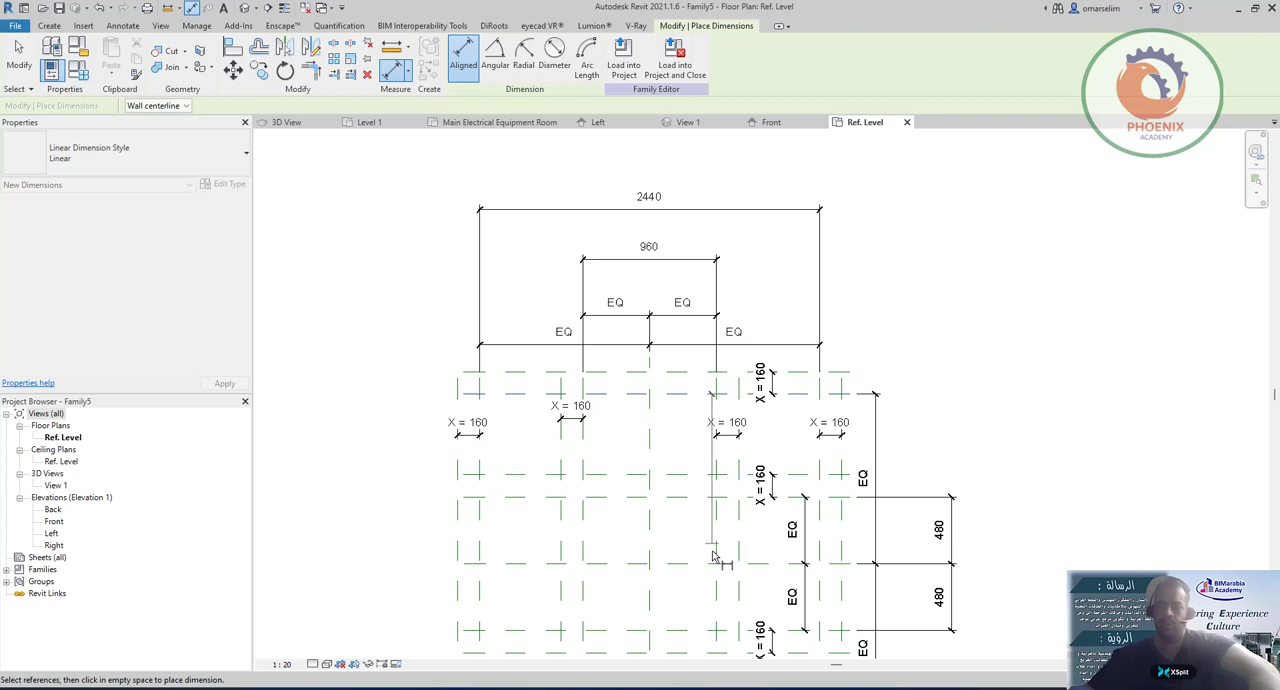 Autodesk Revit 2021.1.6 - Family5 - Floor Plan: Ref. Level
omarselim
File Create Insert Annotate View Manage Add-Ins Enscape™ Quantification BIM Interoperability Tools DiRoots eyecad VR® Lumion® V-Ray Modify | Place Dimensions
Modify Paste Cut Join Aligned Angular Radial Diameter Arc Length Load into Project Load into Project and Close
Select Properties Clipboard Geometry Modify Measure Create Dimension Family Editor
Modify | Place Dimensions Wall centerline
PHOENIX
ACADEMY
Properties
3D View Level 1 Main Electrical Equipment Room Left View 1 Front Ref. Level
Linear Dimension Style
Linear
New Dimensions Edit Type
2440
960
EQ EQ
EQ EQ
X = 160
X = 160
X = 160 X = 160 X = 160
X = 160
EQ
EQ 480
EQ 480
X = 160
EQ
Properties help Apply
Project Browser - Family5
Views (all)
Floor Plans
Ref. Level
Ceiling Plans
Ref. Level
3D Views
View 1
Elevations (Elevation 1)
Back
Front
Left
Right
Sheets (all)
Families
Groups
Revit Links
الرسالة :
BIMarabia
Academy
ring Experience
Culture
الرؤية :
XSplit
1 : 20
Select references, then click in empty space to place dimension.